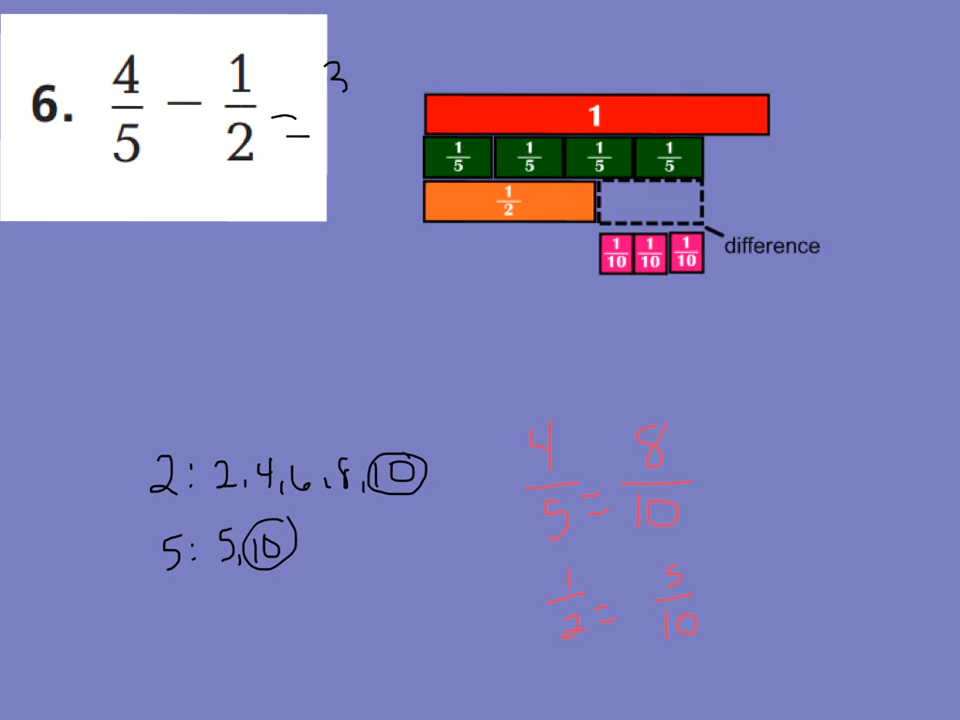 6. 4/5 − 1/2 = 3
1
1/5 1/5 1/5 1/5
1/2
difference
1/10 1/10 1/10
2: 2, 4, 6, 8, 10
5: 5, 10
4/5 = 8/10
1/2 = 5/10